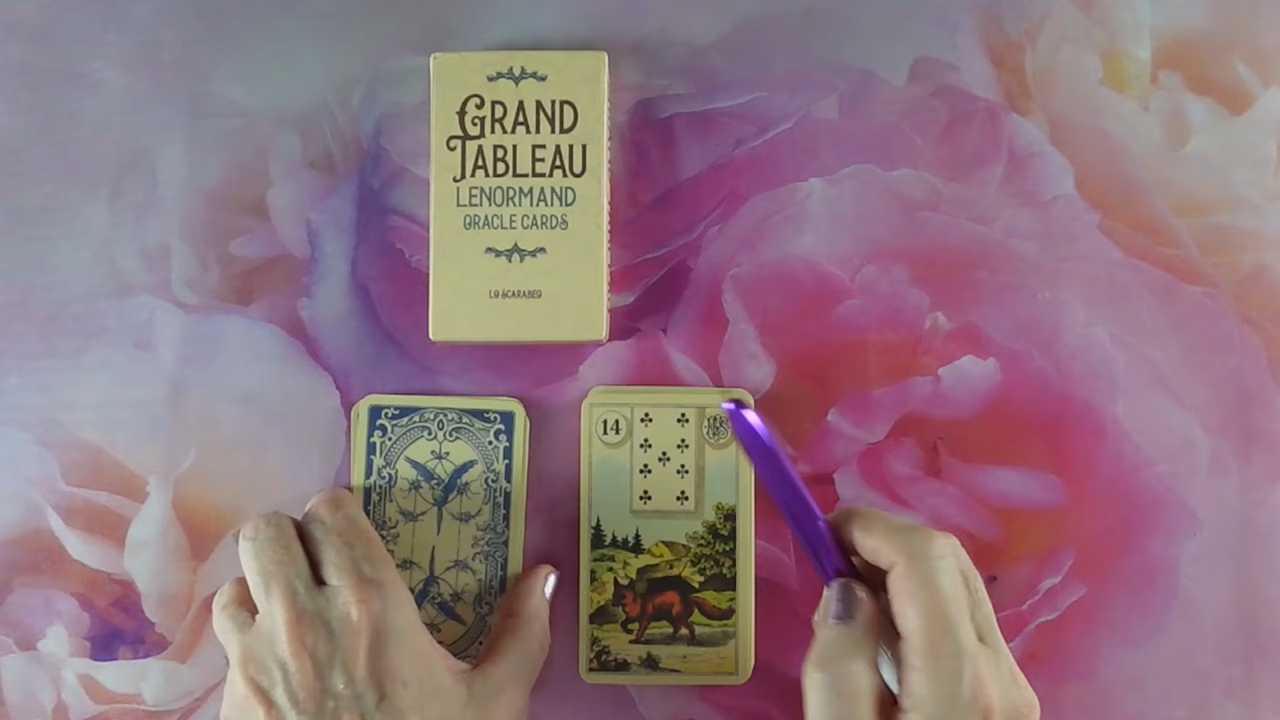 GRAND
TABLEAU
LENORMAND
ORACLE CARDS
LO SCARABEO
14